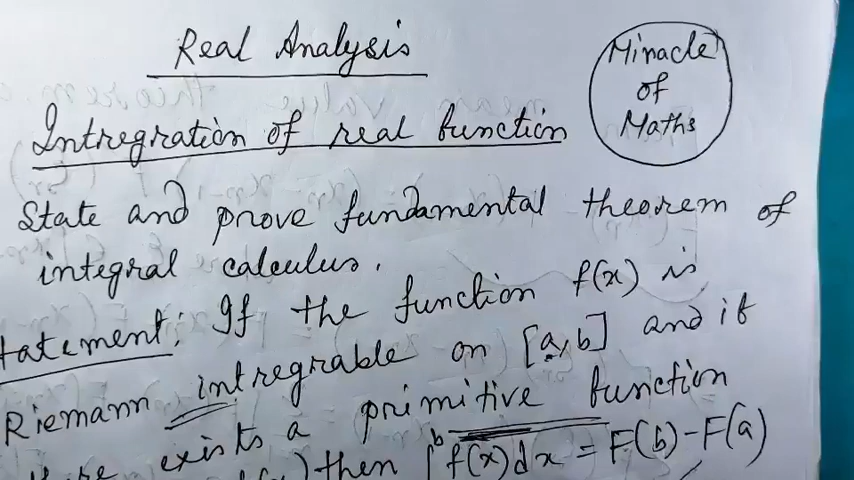 Real Analysis
Miracle
of
Maths
Intregration of real function
State and prove fundamental theorem of
integral calculus.
tatement: If the function f(x) is
Riemann intregrable on [a,b] and if
exists a primitive function
then ∫ᵇ f(x)dx = F(b)-F(a)